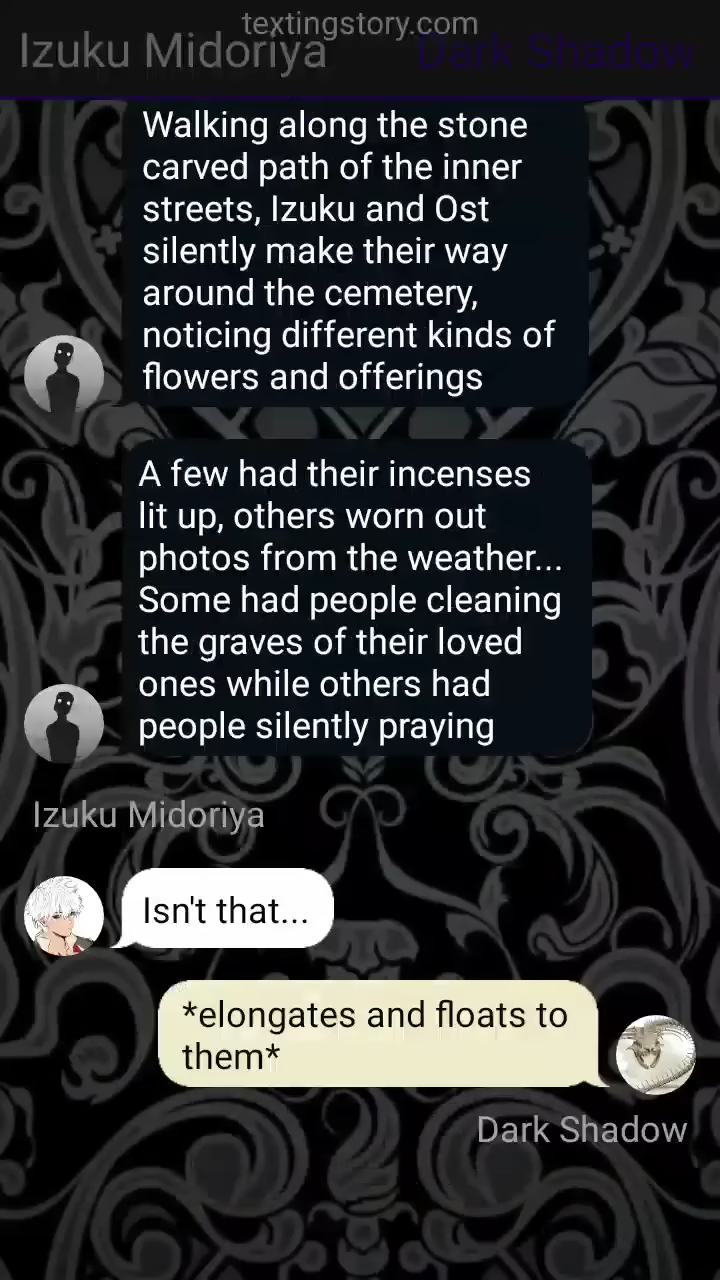 textingstory.com
Izuku Midoriya Dark Shadow
Walking along the stone
carved path of the inner
streets, Izuku and Ost
silently make their way
around the cemetery,
noticing different kinds of
flowers and offerings
A few had their incenses
lit up, others worn out
photos from the weather...
Some had people cleaning
the graves of their loved
ones while others had
people silently praying
Izuku Midoriya
Isn't that...
*elongates and floats to
them*
Dark Shadow